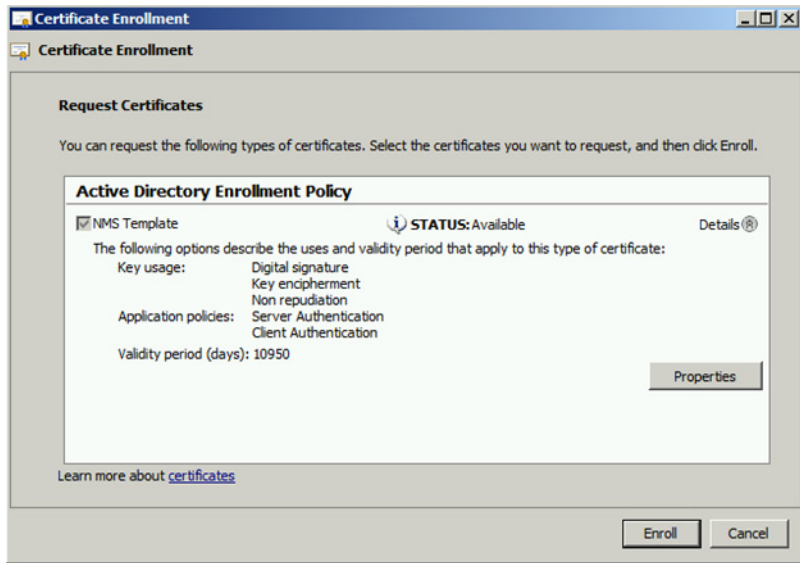 Certificate Enrollment
Certificate Enrollment
Request Certificates
You can request the following types of certificates. Select the certificates you want to request, and then click Enroll.
Active Directory Enrollment Policy
NMS Template STATUS: Available Details
The following options describe the uses and validity period that apply to this type of certificate:
Key usage: Digital signature
Key encipherment
Non repudiation
Application policies: Server Authentication
Client Authentication
Validity period (days): 10950
Properties
Learn more about certificates
Enroll Cancel